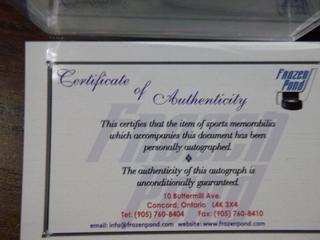 Frozen
Pond
Certificate
of
Authenticity
This certifies that the item of sports memorabilia
which accompanies this document has been
personally autographed.
The authenticity of this autograph is
unconditionally guaranteed.
10 Buttermill Ave.
Concord, Ontario L4K 3X4
Tel: (905) 760-8404 Fax: (905) 760-8410
email: info@frozenpond.com website: www.frozenpond.com